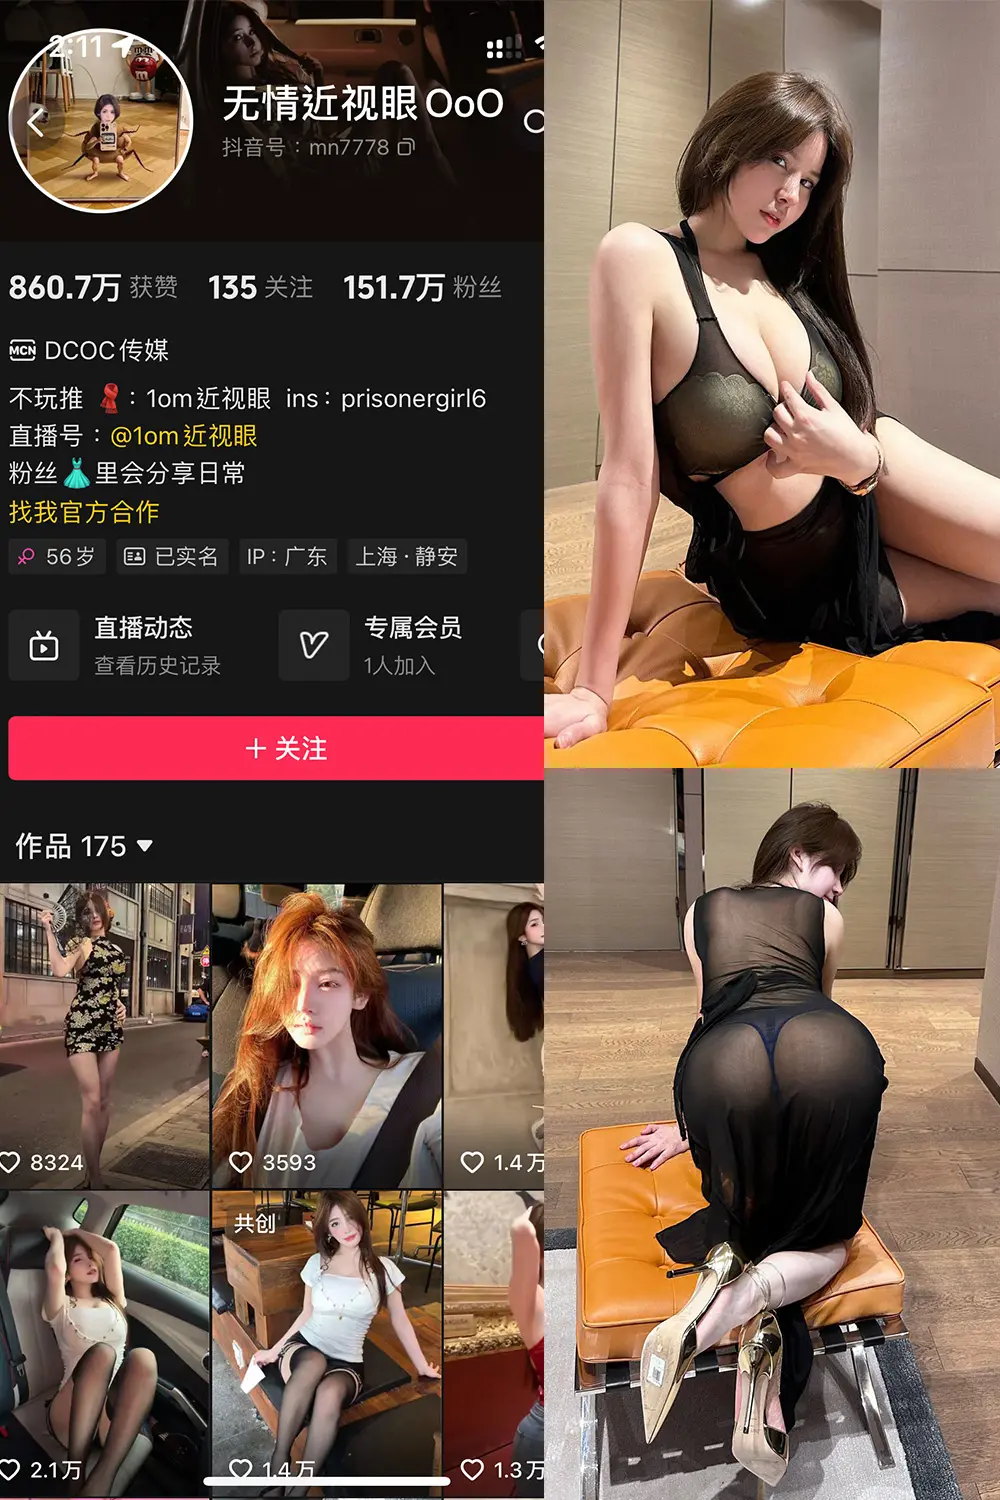 2:11
无情近视眼OoO
抖音号：mn7778
860.7万 获赞 135 关注 151.7万 粉丝
MCN DCOC传媒
不玩推 🧣：1om近视眼 ins：prisonergirl6
直播号：@1om近视眼
粉丝👗里会分享日常
找我官方合作
56岁 已实名 IP：广东 上海·静安
直播动态 专属会员
查看历史记录 1人加入
＋关注
作品 175
8324 3593 1.4万
共创
2.1万 1.4万 1.3万